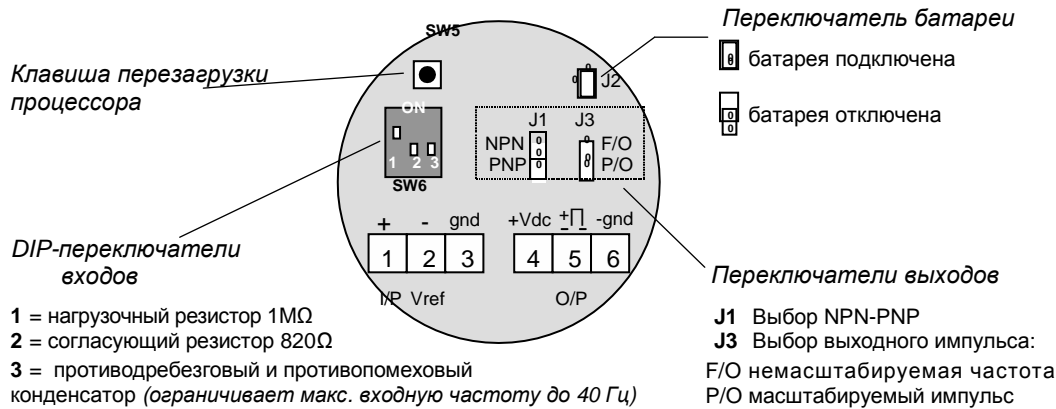 Переключатель батареи
SW5
батарея подключена
Клавиша перезагрузки
процессора
J2
ON
батарея отключена
J1 J3
NPN F/O
PNP P/O
1 2 3
SW6
+ - gnd +Vdc +∏ -gnd
DIP-переключатели
входов
1 2 3 4 5 6
Переключатели выходов
I/P Vref O/P
1 = нагрузочный резистор 1MΩ
J1 Выбор NPN-PNP
2 = согласующий резистор 820Ω
J3 Выбор выходного импульса:
3 = противодребезговый и противопомеховый
F/O немасштабируемая частота
конденсатор (ограничивает макс. входную частоту до 40 Гц)
P/O масштабируемый импульс